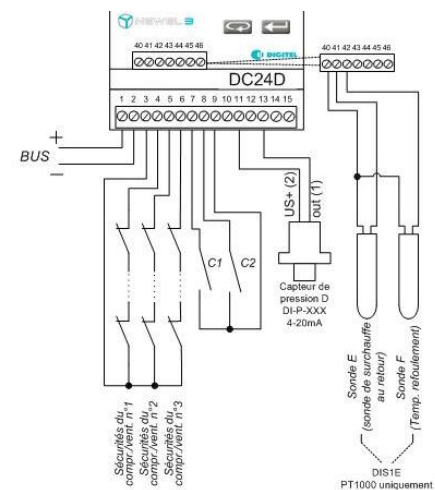 NEWEL 3
40 41 42 43 44 45 46
40 41 42 43 44 45 46
DIGITEL
DC24D
1 2 3 4 5 6 7 8 9 10 11 12 13 14 15
+
BUS
−
US+ (2)
out (1)
C1
C2
Capteur de
pression D
DI-P-XXX
4-20mA
Sécurités du
compr./vent. n°1
Sécurités du
compr./vent. n°2
Sécurités du
compr./vent. n°3
Sonde E
(sonde de surchauffe
au retour)
Sonde F
(Temp. refoulement)
DIS1E
PT1000 uniquement